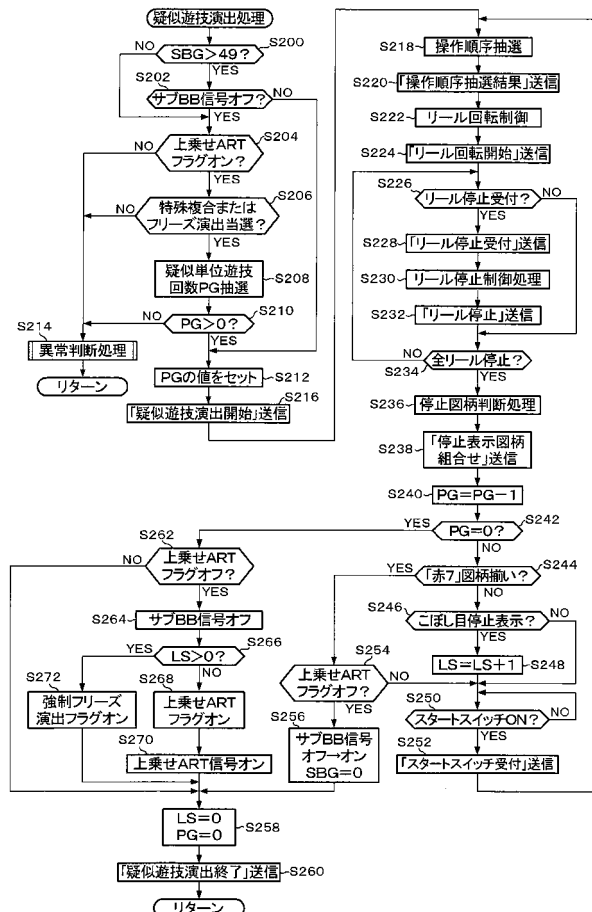 疑似遊技演出処理
S200
SBG>49?
NO
YES
S202
サブBB信号オフ?
NO
YES
S204
上乗せART
フラグオン?
NO
YES
S206
特殊複合または
フリーズ演出当選?
NO
YES
疑似単位遊技
回数PG抽選
S208
S210
PG>0?
NO
YES
S214
異常判断処理
リターン
PGの値をセット
S212
S216
「疑似遊技演出開始」送信
S218
操作順序抽選
S220
「操作順序抽選結果」送信
S222
リール回転制御
S224
「リール回転開始」送信
S226
リール停止受付?
NO
YES
S228
「リール停止受付」送信
S230
リール停止制御処理
S232
「リール停止」送信
NO
全リール停止?
S234
YES
S236
停止図柄判断処理
S238
「停止表示図柄
組合せ」送信
S240
PG=PG-1
S242
PG=0?
YES
NO
S244
「赤7」図柄揃い?
YES
NO
S246
こぼし目停止表示?
NO
YES
LS=LS+1
S248
S250
スタートスイッチON?
NO
YES
S252
「スタートスイッチ受付」送信
S254
上乗せART
フラグオフ?
NO
YES
S256
サブBB信号
オフ→オン
SBG=0
S262
上乗せART
フラグオフ?
NO
YES
S264
サブBB信号オフ
S266
LS>0?
YES
NO
S272
強制フリーズ
演出フラグオン
S268
上乗せART
フラグオン
S270
上乗せART信号オン
LS=0
PG=0
S258
「疑似遊技演出終了」送信
S260
リターン